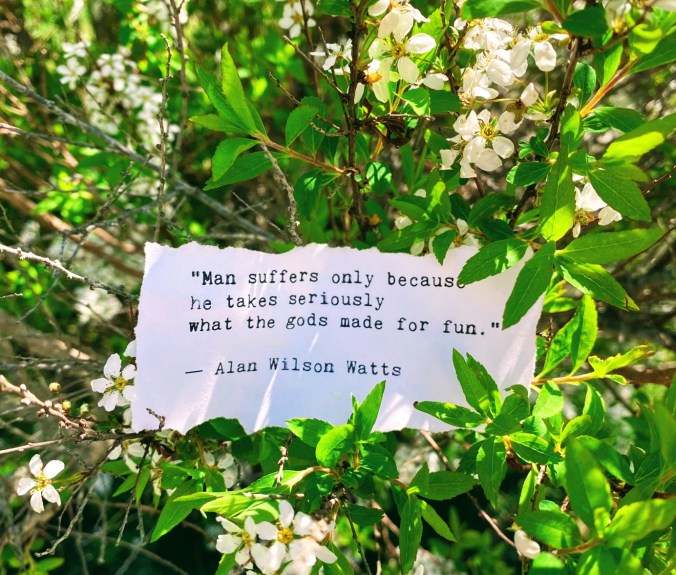 "Man suffers only because
he takes seriously
what the gods made for fun."
— Alan Wilson Watts